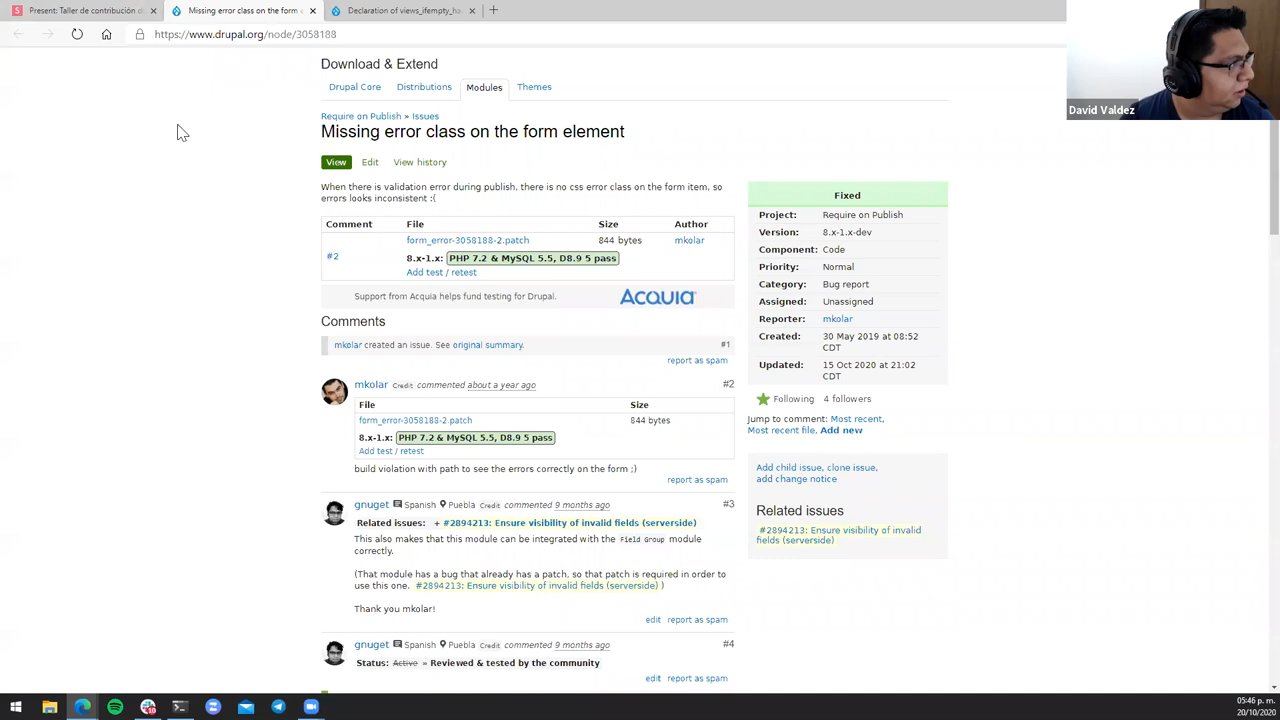 Present: Taller de contribución d
Missing error class on the form e
Declaration of views_ifempty_ha
https://www.drupal.org/node/3058188
David Valdez
Download & Extend
Drupal Core
Distributions
Modules
Themes
Require on Publish » Issues
Missing error class on the form element
View
Edit
View history
When there is validation error during publish, there is no css error class on the form item, so
errors looks inconsistent :(
Comment
File
Size
Author
#2
form_error-3058188-2.patch
844 bytes
mkolar
8.x-1.x: PHP 7.2 & MySQL 5.5, D8.9 5 pass
Add test / retest
Support from Acquia helps fund testing for Drupal.
ACQUIA
Comments
mkolar created an issue. See original summary.
#1
report as spam
mkolar Credit commented about a year ago
#2
File
Size
form_error-3058188-2.patch
844 bytes
8.x-1.x: PHP 7.2 & MySQL 5.5, D8.9 5 pass
Add test / retest
build violation with path to see the errors correctly on the form ;)
report as spam
gnuget Spanish Puebla Credit commented 9 months ago
#3
Related issues: + #2894213: Ensure visibility of invalid fields (serverside)
This also makes that this module can be integrated with the Field Group module
correctly.
(That module has a bug that already has a patch, so that patch is required in order to
use this one. #2894213: Ensure visibility of invalid fields (serverside) )
Thank you mkolar!
edit report as spam
gnuget Spanish Puebla Credit commented 9 months ago
#4
Status: Active » Reviewed & tested by the community
edit report as spam
Fixed
Project: Require on Publish
Version: 8.x-1.x-dev
Component: Code
Priority: Normal
Category: Bug report
Assigned: Unassigned
Reporter: mkolar
Created: 30 May 2019 at 08:52
CDT
Updated: 15 Oct 2020 at 21:02
CDT
Following 4 followers
Jump to comment: Most recent,
Most recent file, Add new
Add child issue, clone issue,
add change notice
Related issues
#2894213: Ensure visibility of invalid
fields (serverside)
05:46 p. m.
20/10/2020